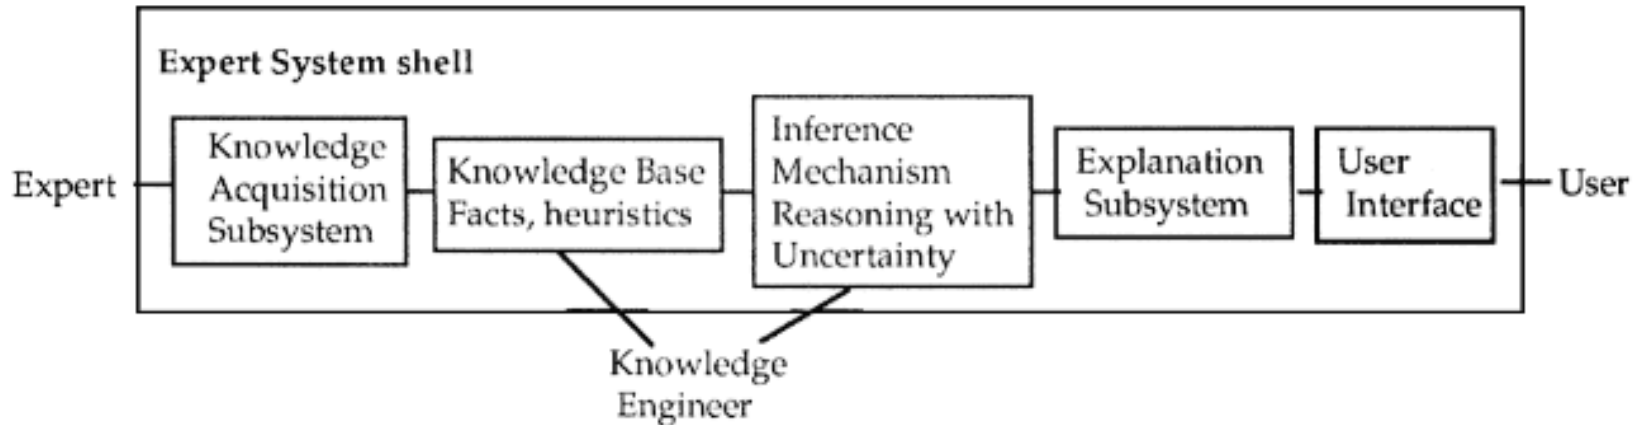 Expert System shell
Expert
Knowledge
Acquisition
Subsystem
Knowledge Base
Facts, heuristics
Inference
Mechanism
Reasoning with
Uncertainty
Explanation
Subsystem
User
Interface
User
Knowledge
Engineer